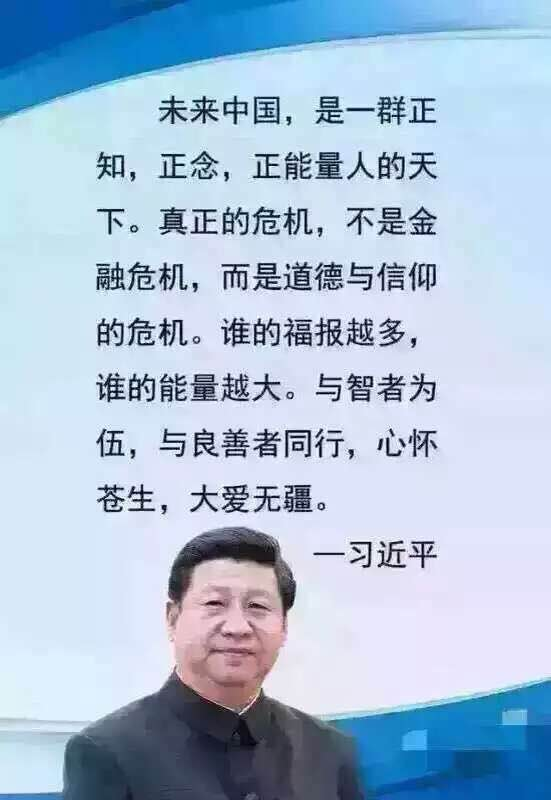 未来中国，是一群正
知，正念，正能量人的天
下。真正的危机，不是金
融危机，而是道德与信仰
的危机。谁的福报越多，
谁的能量越大。与智者为
伍，与良善者同行，心怀
苍生，大爱无疆。
—习近平